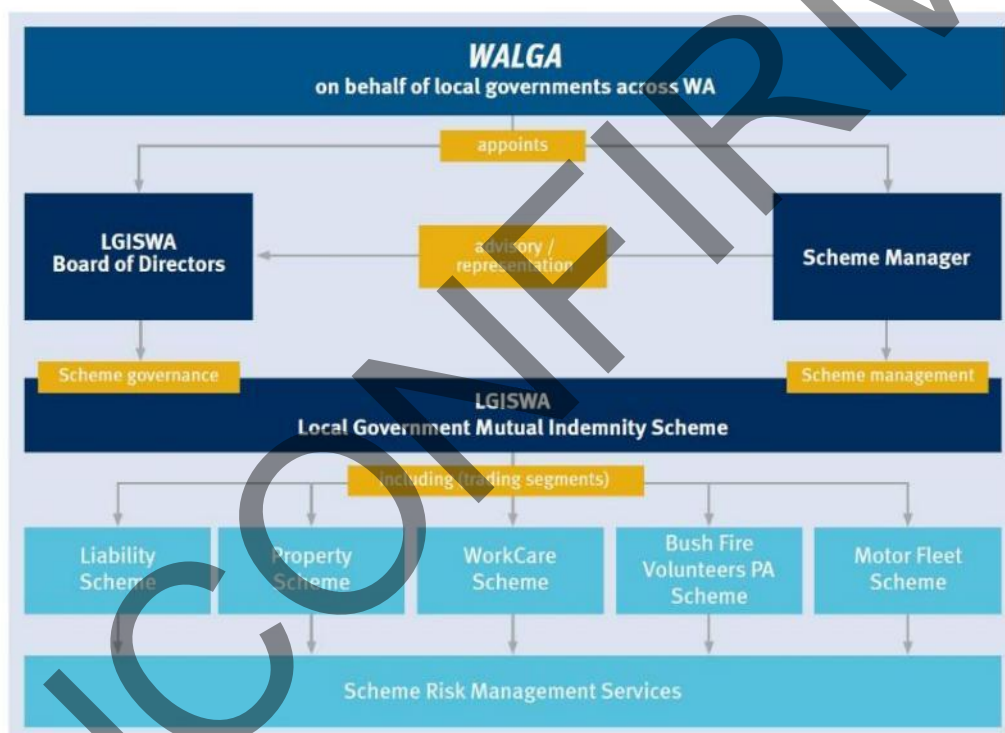 WALGA
on behalf of local governments across WA
appoints
LGISWA
Board of Directors
advisory /
representation
Scheme Manager
Scheme governance
Scheme management
LGISWA
Local Government Mutual Indemnity Scheme
including (trading segments)
Liability
Scheme
Property
Scheme
WorkCare
Scheme
Bush Fire
Volunteers PA
Scheme
Motor Fleet
Scheme
Scheme Risk Management Services